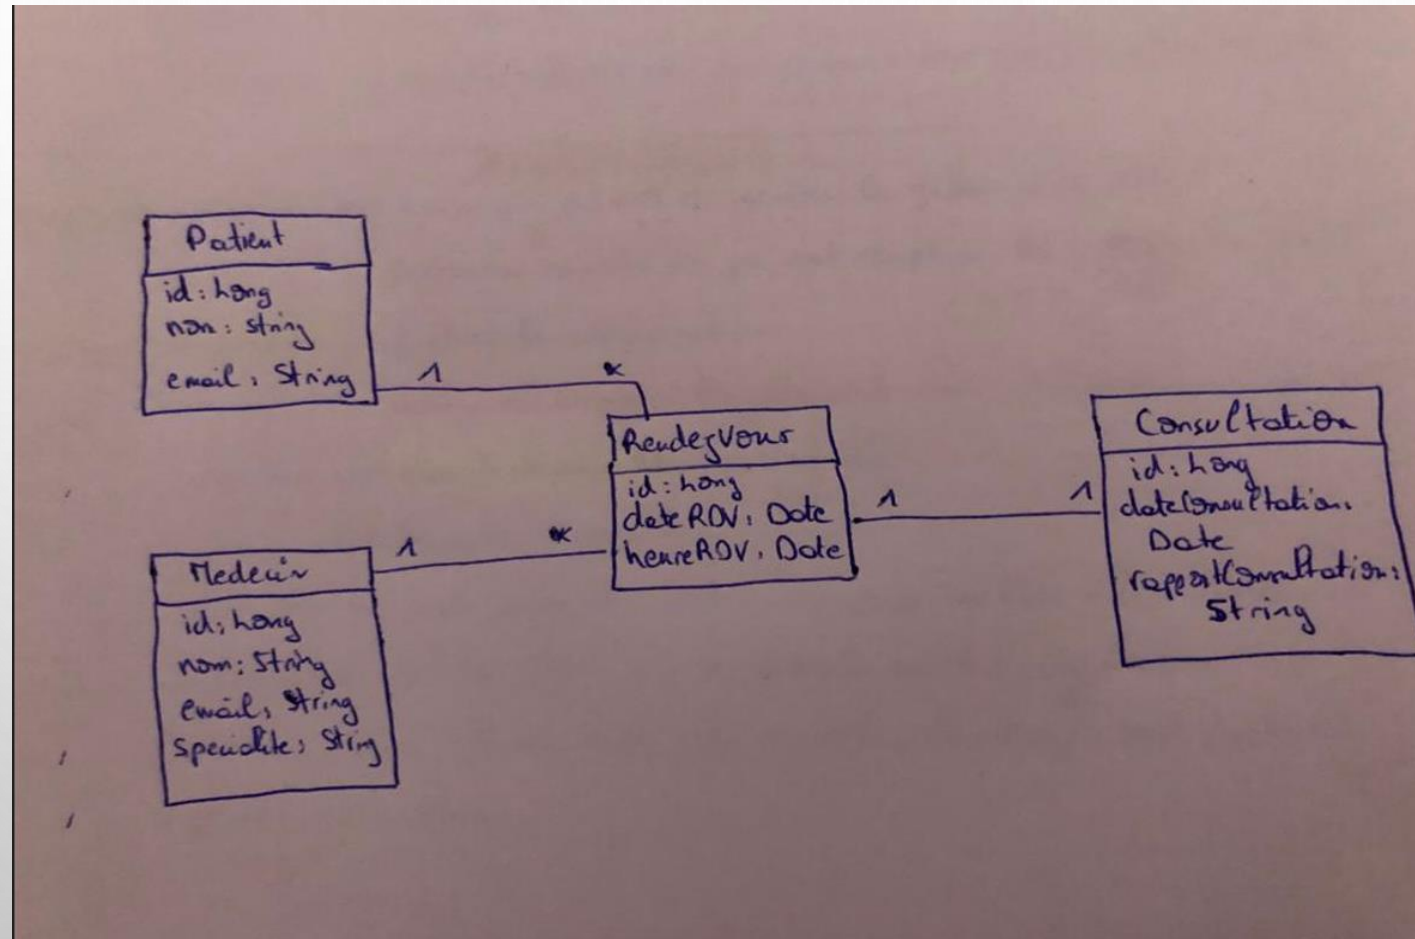 Patient
id: Long
nom: String
email: String
1 *
RendezVous
id: Long
dateRDV: Date
heureRDV: Date
1 1
Consultation
id: Long
dateConsultation:
Date
rapportConsultation:
String
1 *
Medecin
id: Long
nom: String
email: String
specialite: String